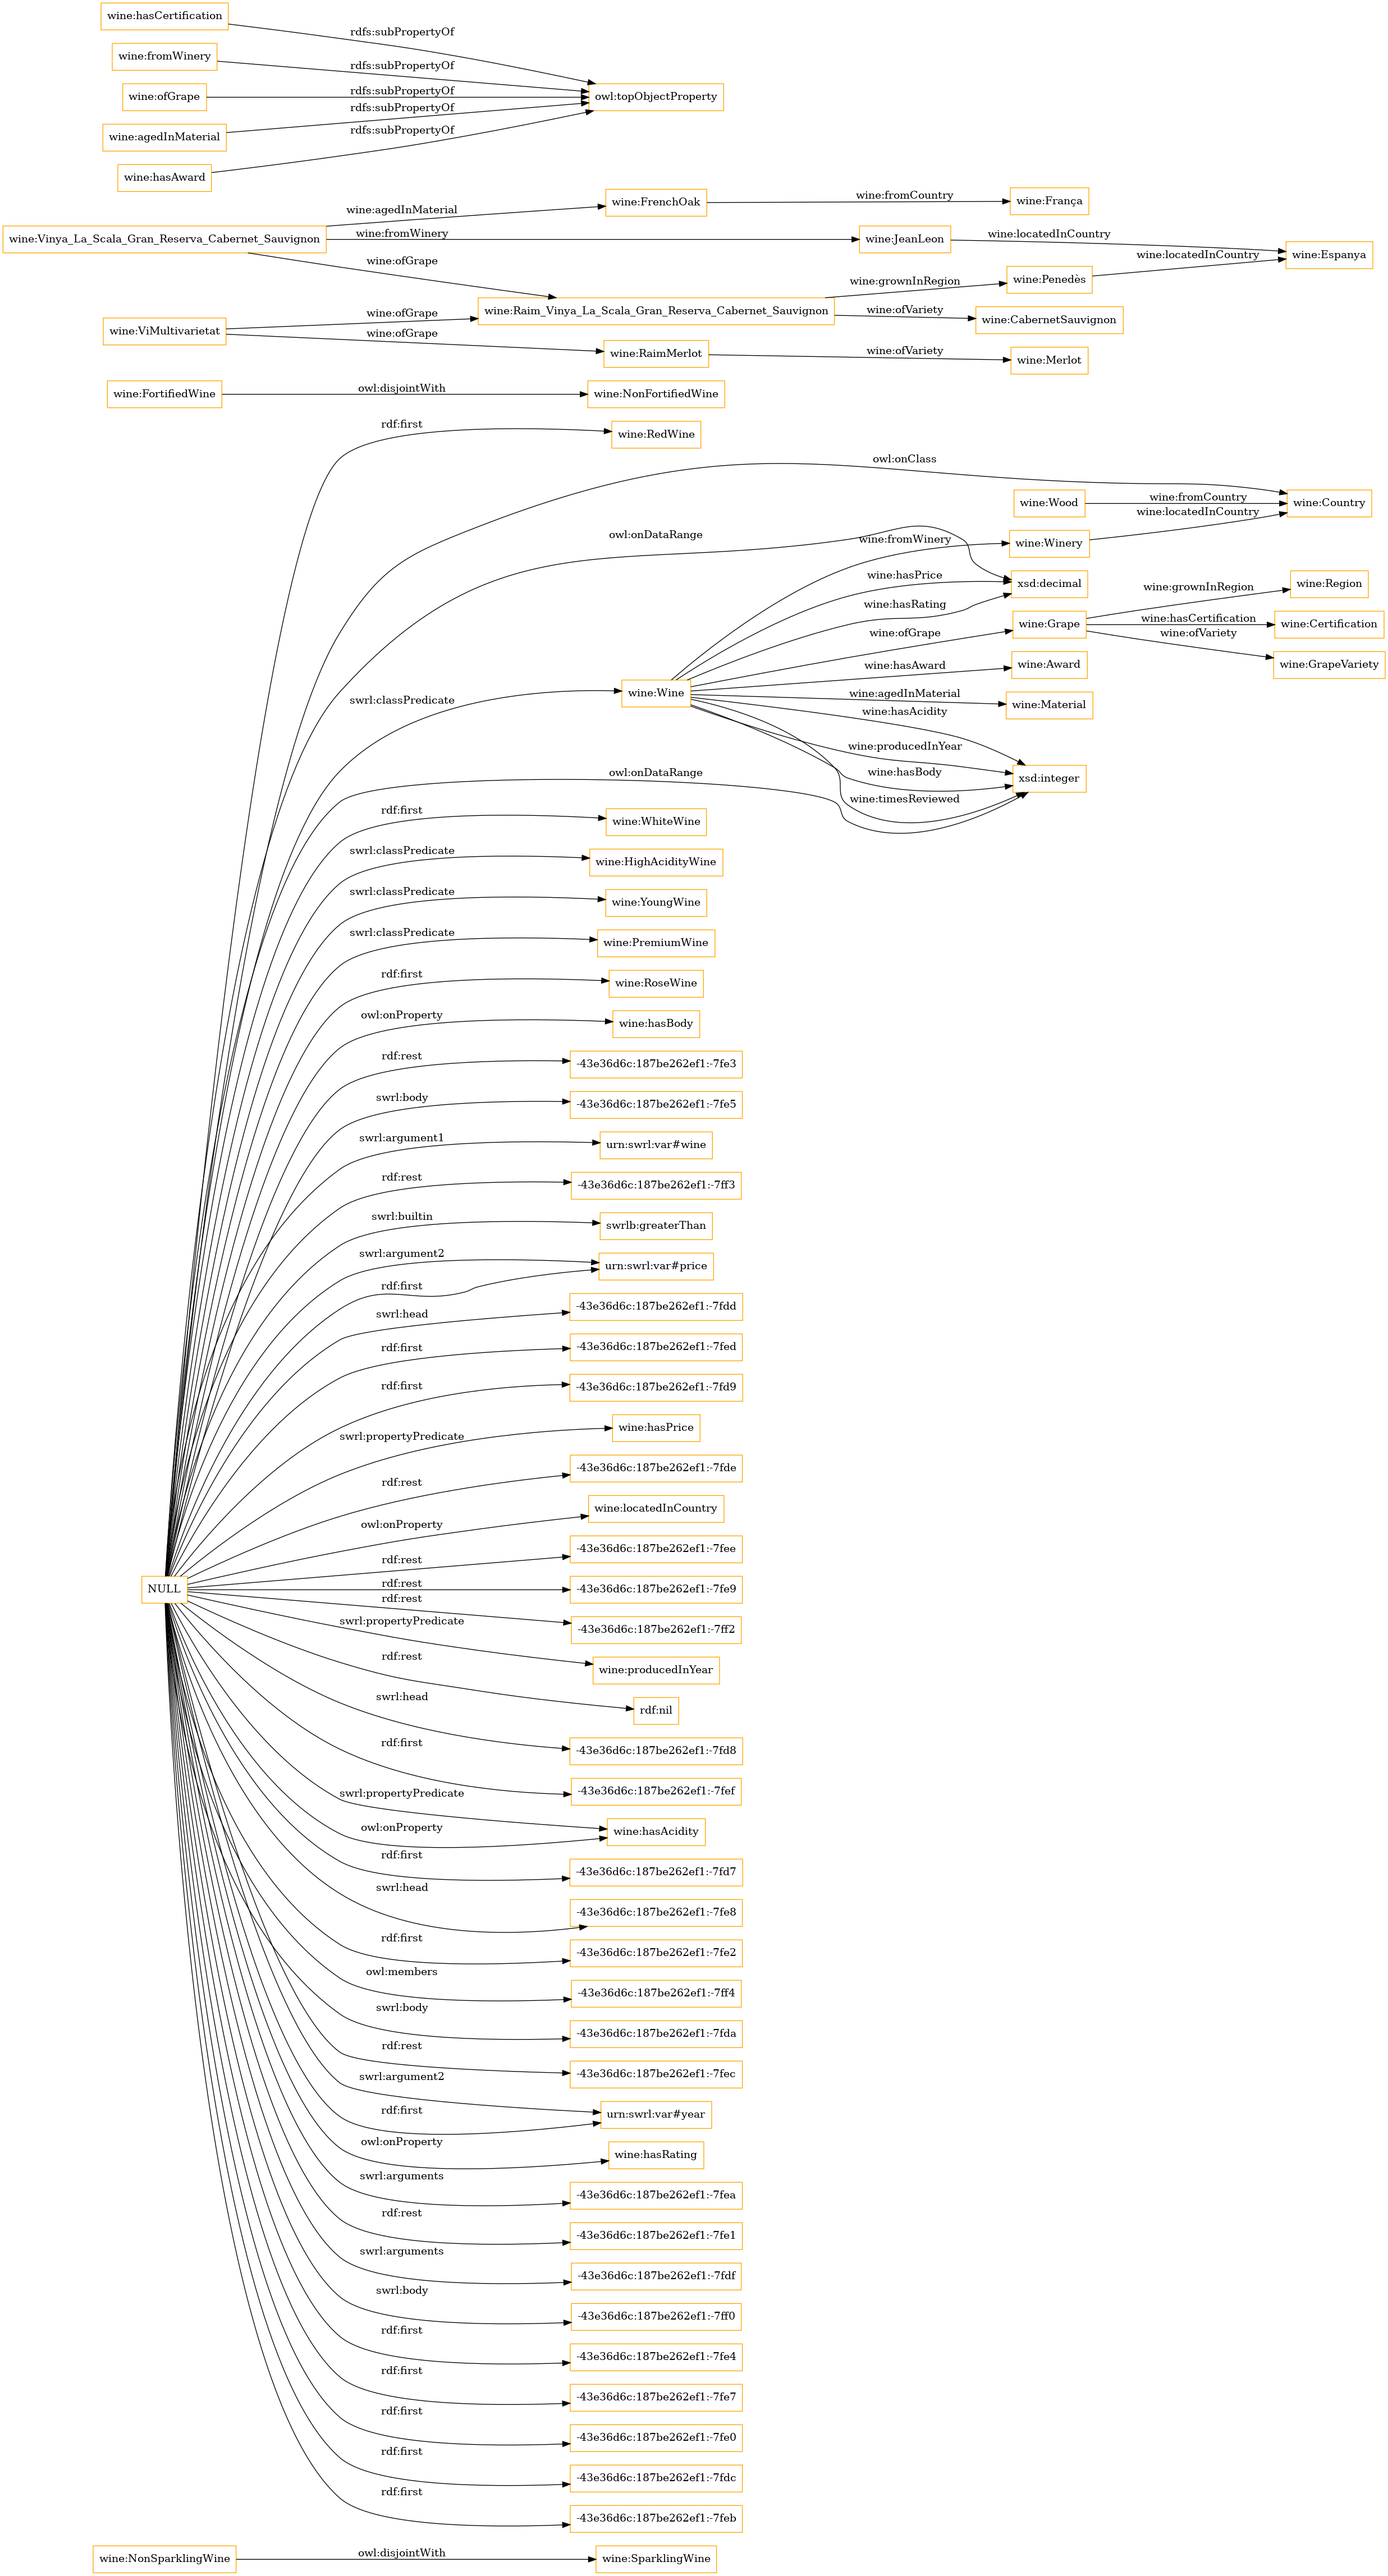 wine:hasCertification
rdfs:subPropertyOf
wine:fromWinery
rdfs:subPropertyOf
wine:ofGrape
rdfs:subPropertyOf
owl:topObjectProperty
rdfs:subPropertyOf
wine:agedInMaterial
rdfs:subPropertyOf
wine:hasAward
wine:FrenchOak
wine:fromCountry
wine:França
wine:agedInMaterial
wine:Vinya_La_Scala_Gran_Reserva_Cabernet_Sauvignon
wine:fromWinery
wine:JeanLeon
wine:locatedInCountry
wine:Espanya
wine:locatedInCountry
wine:ofGrape
wine:grownInRegion
wine:Penedès
wine:Raim_Vinya_La_Scala_Gran_Reserva_Cabernet_Sauvignon
wine:ofVariety
wine:CabernetSauvignon
wine:ViMultivarietat
wine:ofGrape
wine:ofGrape
wine:RaimMerlot
wine:ofVariety
wine:Merlot
wine:FortifiedWine
owl:disjointWith
wine:NonFortifiedWine
rdf:first
wine:RedWine
owl:onClass
wine:Wood
wine:fromCountry
wine:Country
wine:locatedInCountry
owl:onDataRange
wine:fromWinery
wine:Winery
wine:hasPrice
xsd:decimal
wine:hasRating
wine:grownInRegion
wine:Region
wine:ofGrape
wine:Grape
wine:hasCertification
wine:Certification
wine:ofVariety
wine:GrapeVariety
wine:hasAward
wine:Award
swrl:classPredicate
wine:Wine
wine:agedInMaterial
wine:Material
wine:hasAcidity
wine:producedInYear
owl:onDataRange
wine:hasBody
xsd:integer
wine:timesReviewed
rdf:first
wine:WhiteWine
swrl:classPredicate
wine:HighAcidityWine
swrl:classPredicate
wine:YoungWine
swrl:classPredicate
wine:PremiumWine
rdf:first
wine:RoseWine
owl:onProperty
wine:hasBody
rdf:rest
-43e36d6c:187be262ef1:-7fe3
swrl:body
-43e36d6c:187be262ef1:-7fe5
swrl:argument1
urn:swrl:var#wine
rdf:rest
-43e36d6c:187be262ef1:-7ff3
swrl:builtin
swrlb:greaterThan
swrl:argument2
urn:swrl:var#price
rdf:first
swrl:head
-43e36d6c:187be262ef1:-7fdd
rdf:first
-43e36d6c:187be262ef1:-7fed
rdf:first
-43e36d6c:187be262ef1:-7fd9
swrl:propertyPredicate
wine:hasPrice
rdf:rest
-43e36d6c:187be262ef1:-7fde
owl:onProperty
wine:locatedInCountry
rdf:rest
-43e36d6c:187be262ef1:-7fee
NULL
rdf:rest
-43e36d6c:187be262ef1:-7fe9
rdf:rest
-43e36d6c:187be262ef1:-7ff2
swrl:propertyPredicate
wine:producedInYear
rdf:rest
rdf:nil
swrl:head
-43e36d6c:187be262ef1:-7fd8
rdf:first
-43e36d6c:187be262ef1:-7fef
swrl:propertyPredicate
wine:hasAcidity
owl:onProperty
rdf:first
-43e36d6c:187be262ef1:-7fd7
swrl:head
-43e36d6c:187be262ef1:-7fe8
rdf:first
-43e36d6c:187be262ef1:-7fe2
owl:members
-43e36d6c:187be262ef1:-7ff4
swrl:body
-43e36d6c:187be262ef1:-7fda
rdf:rest
-43e36d6c:187be262ef1:-7fec
swrl:argument2
urn:swrl:var#year
rdf:first
owl:onProperty
wine:hasRating
swrl:arguments
-43e36d6c:187be262ef1:-7fea
rdf:rest
-43e36d6c:187be262ef1:-7fe1
swrl:arguments
-43e36d6c:187be262ef1:-7fdf
swrl:body
-43e36d6c:187be262ef1:-7ff0
rdf:first
-43e36d6c:187be262ef1:-7fe4
rdf:first
-43e36d6c:187be262ef1:-7fe7
rdf:first
-43e36d6c:187be262ef1:-7fe0
rdf:first
-43e36d6c:187be262ef1:-7fdc
rdf:first
-43e36d6c:187be262ef1:-7feb
wine:NonSparklingWine
owl:disjointWith
wine:SparklingWine